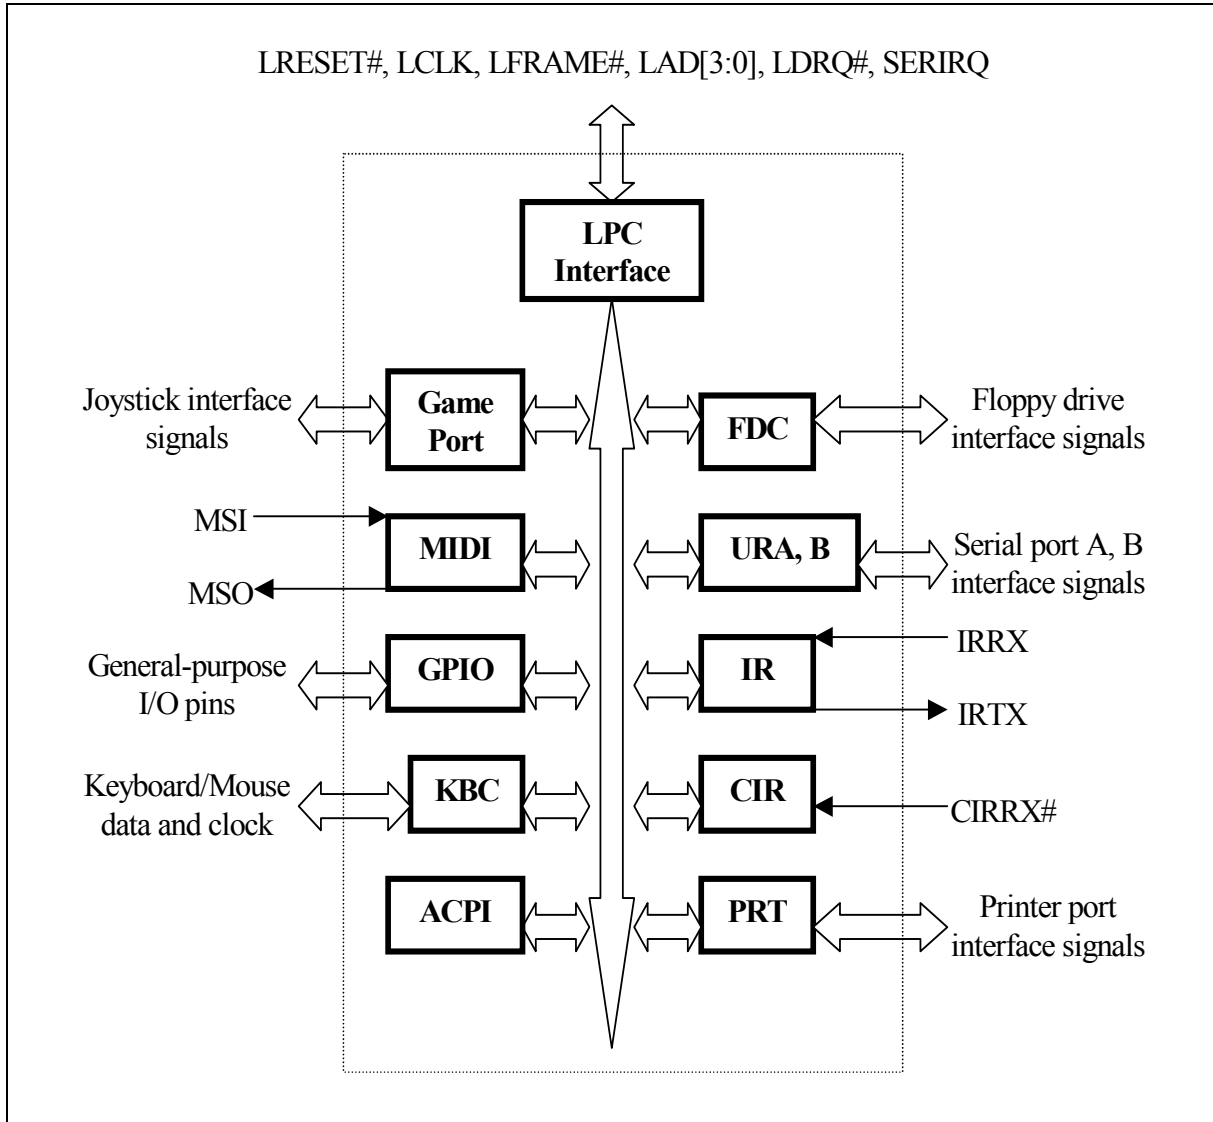 LRESET#, LCLK, LFRAME#, LAD[3:0], LDRQ#, SERIRQ
LPC
Interface
Joystick interface
signals
Game
Port
FDC
Floppy drive
interface signals
MSI
MSO
MIDI
URA, B
Serial port A, B
interface signals
General-purpose
I/O pins
GPIO
IR
IRRX
IRTX
Keyboard/Mouse
data and clock
KBC
CIR
CIRRX#
ACPI
PRT
Printer port
interface signals